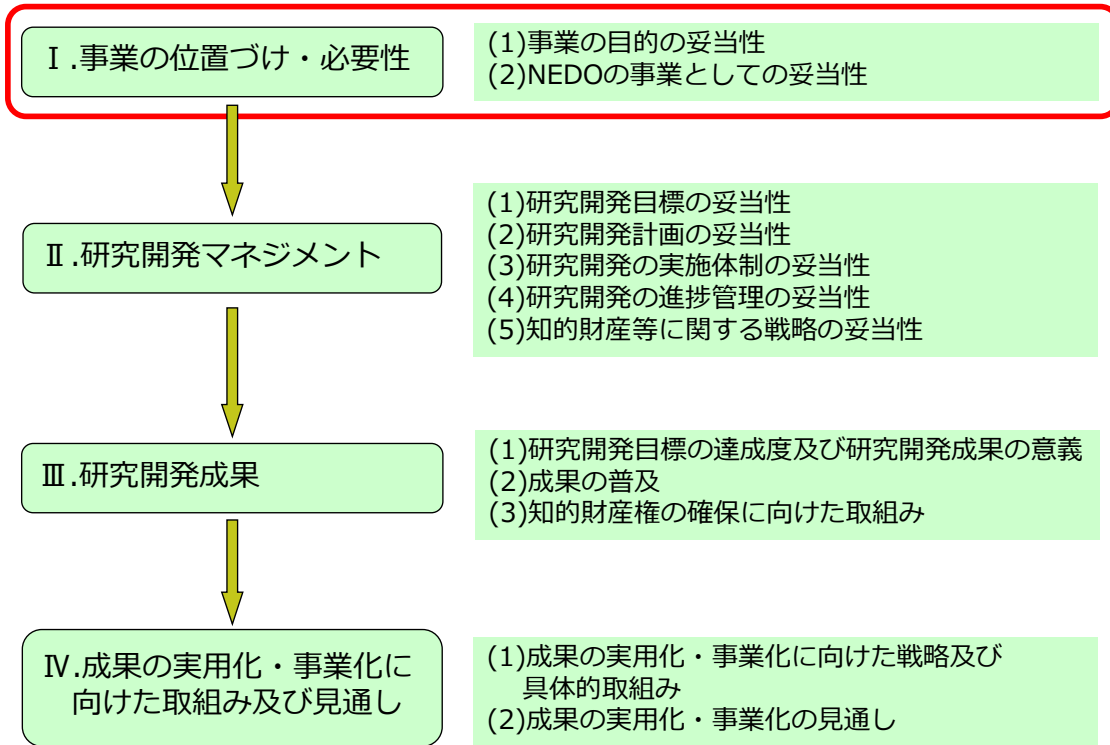 Ⅰ.事業の位置づけ・必要性
(1)事業の目的の妥当性
(2)NEDOの事業としての妥当性
Ⅱ.研究開発マネジメント
(1)研究開発目標の妥当性
(2)研究開発計画の妥当性
(3)研究開発の実施体制の妥当性
(4)研究開発の進捗管理の妥当性
(5)知的財産等に関する戦略の妥当性
Ⅲ.研究開発成果
(1)研究開発目標の達成度及び研究開発成果の意義
(2)成果の普及
(3)知的財産権の確保に向けた取組み
Ⅳ.成果の実用化・事業化に
向けた取組み及び見通し
(1)成果の実用化・事業化に向けた戦略及び
具体的取組み
(2)成果の実用化・事業化の見通し